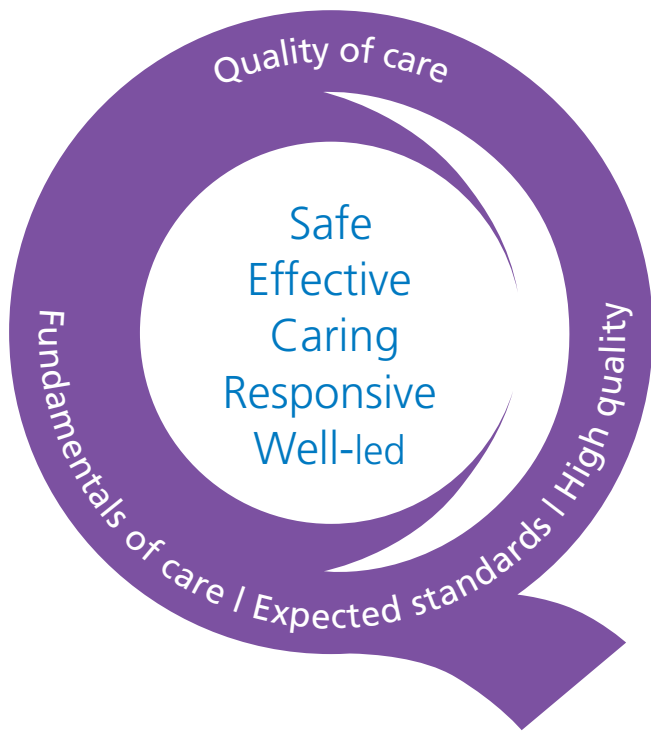 Quality of care
Safe
Effective
Caring
Responsive
Well-led
Fundamentals of care | Expected standards | High quality